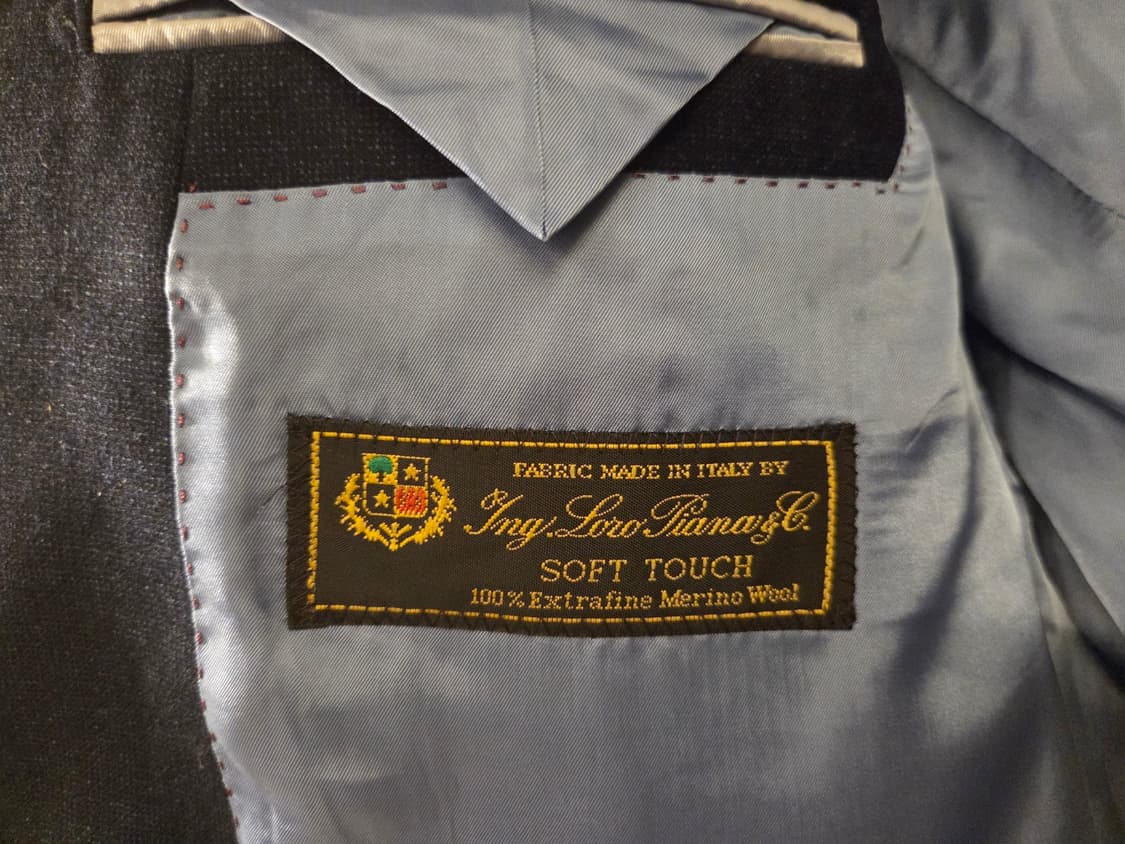 FABRIC MADE IN ITALY BY
Ing. Loro Piana & C.
SOFT TOUCH
100% Extrafine Merino Wool